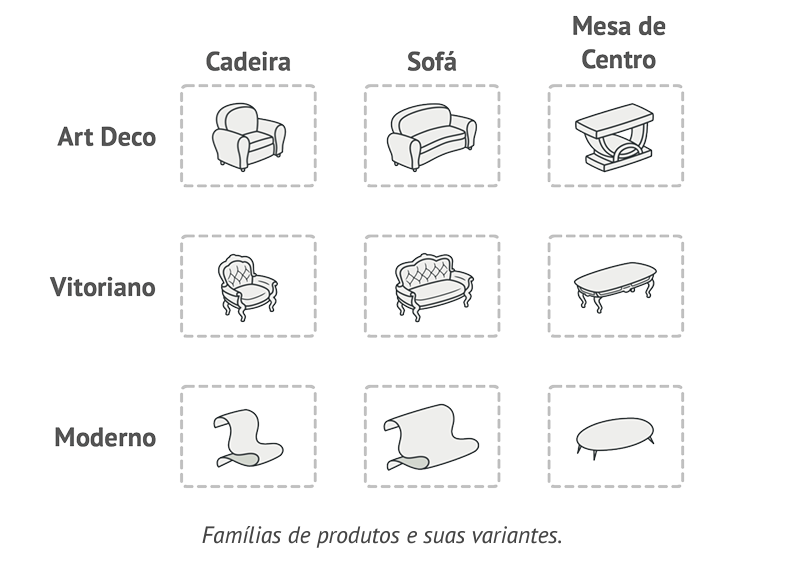 Cadeira
Sofá
Mesa de
Centro
Art Deco
Vitoriano
Moderno
Famílias de produtos e suas variantes.